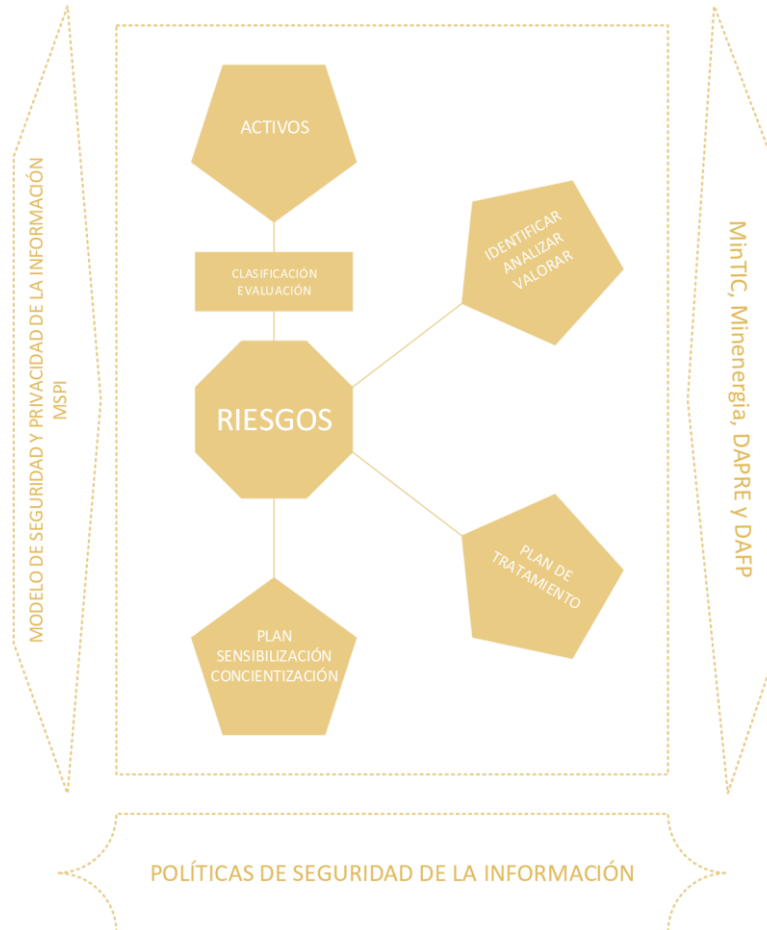 ACTIVOS
CLASIFICACIÓN
EVALUACIÓN
IDENTIFICAR
ANALIZAR
VALORAR
RIESGOS
PLAN DE
TRATAMIENTO
PLAN
SENSIBILIZACIÓN
CONCIENTIZACIÓN
MODELO DE SEGURIDAD Y PRIVACIDAD DE LA INFORMACIÓN
MSPI
MinTIC, Minenergia, DAPRE y DAFP
POLÍTICAS DE SEGURIDAD DE LA INFORMACIÓN